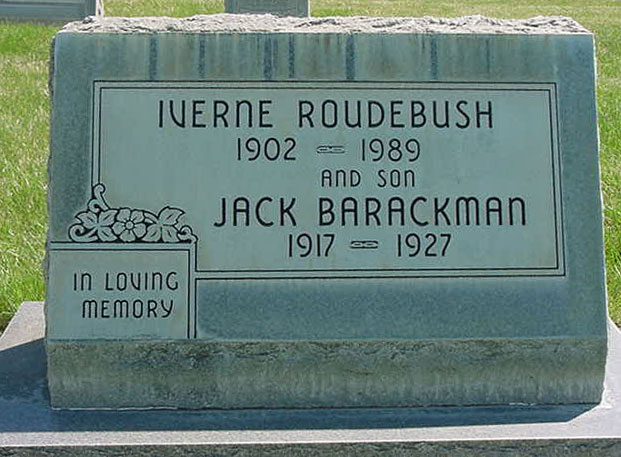 IVERNE ROUDEBUSH
1902 – 1989
AND SON
JACK BARACKMAN
1917 – 1927
IN LOVING
MEMORY